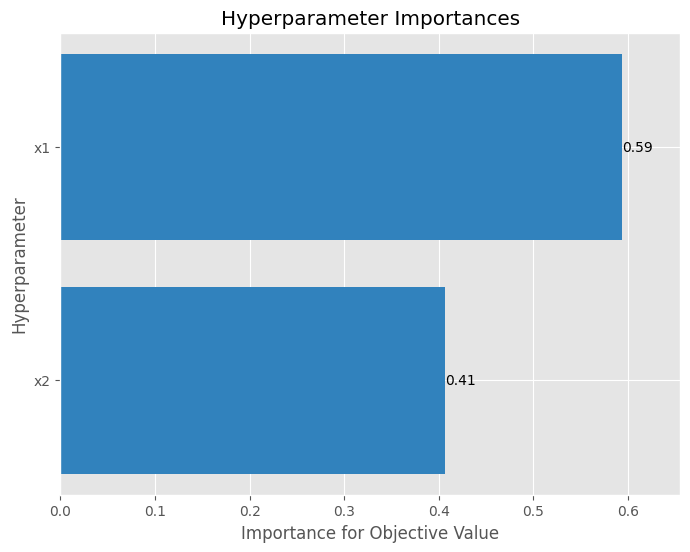 Hyperparameter Importances
Hyperparameter
x1
0.59
x2
0.41
0.0 0.1 0.2 0.3 0.4 0.5 0.6
Importance for Objective Value